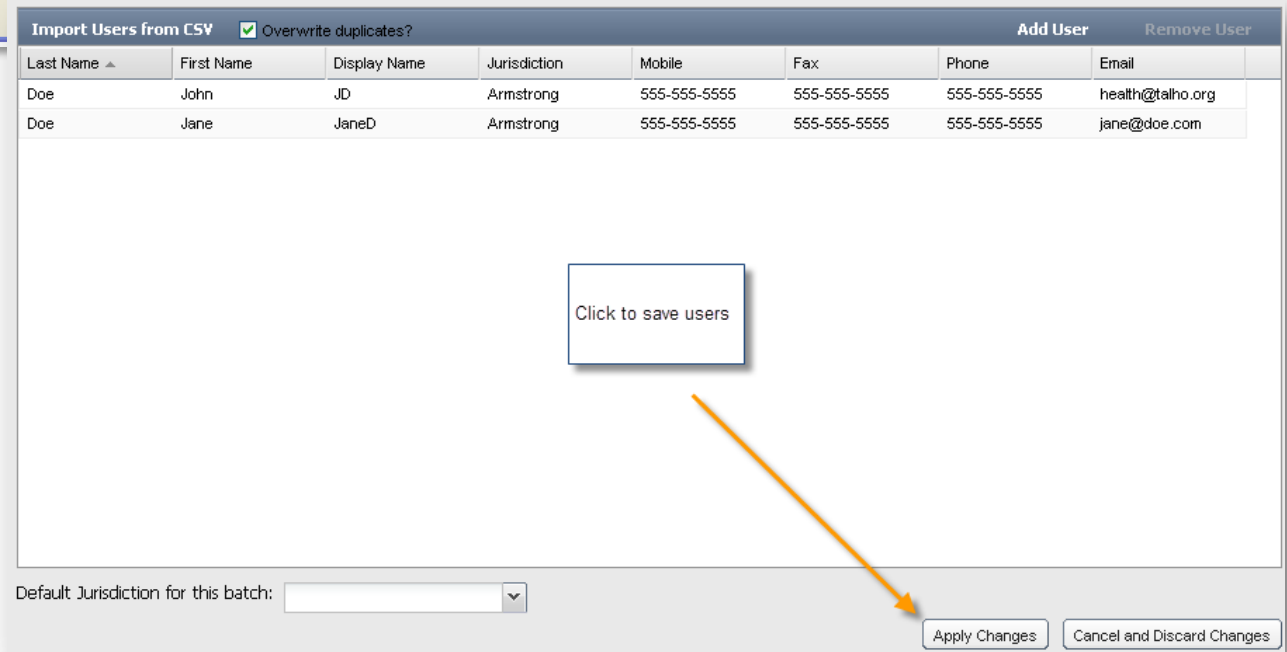 Import Users from CSV Overwrite duplicates? Add User Remove User
Last Name First Name Display Name Jurisdiction Mobile Fax Phone Email
Doe John JD Armstrong 555-555-5555 555-555-5555 555-555-5555 health@talho.org
Doe Jane JaneD Armstrong 555-555-5555 555-555-5555 555-555-5555 jane@doe.com
Click to save users
Default Jurisdiction for this batch:
Apply Changes Cancel and Discard Changes